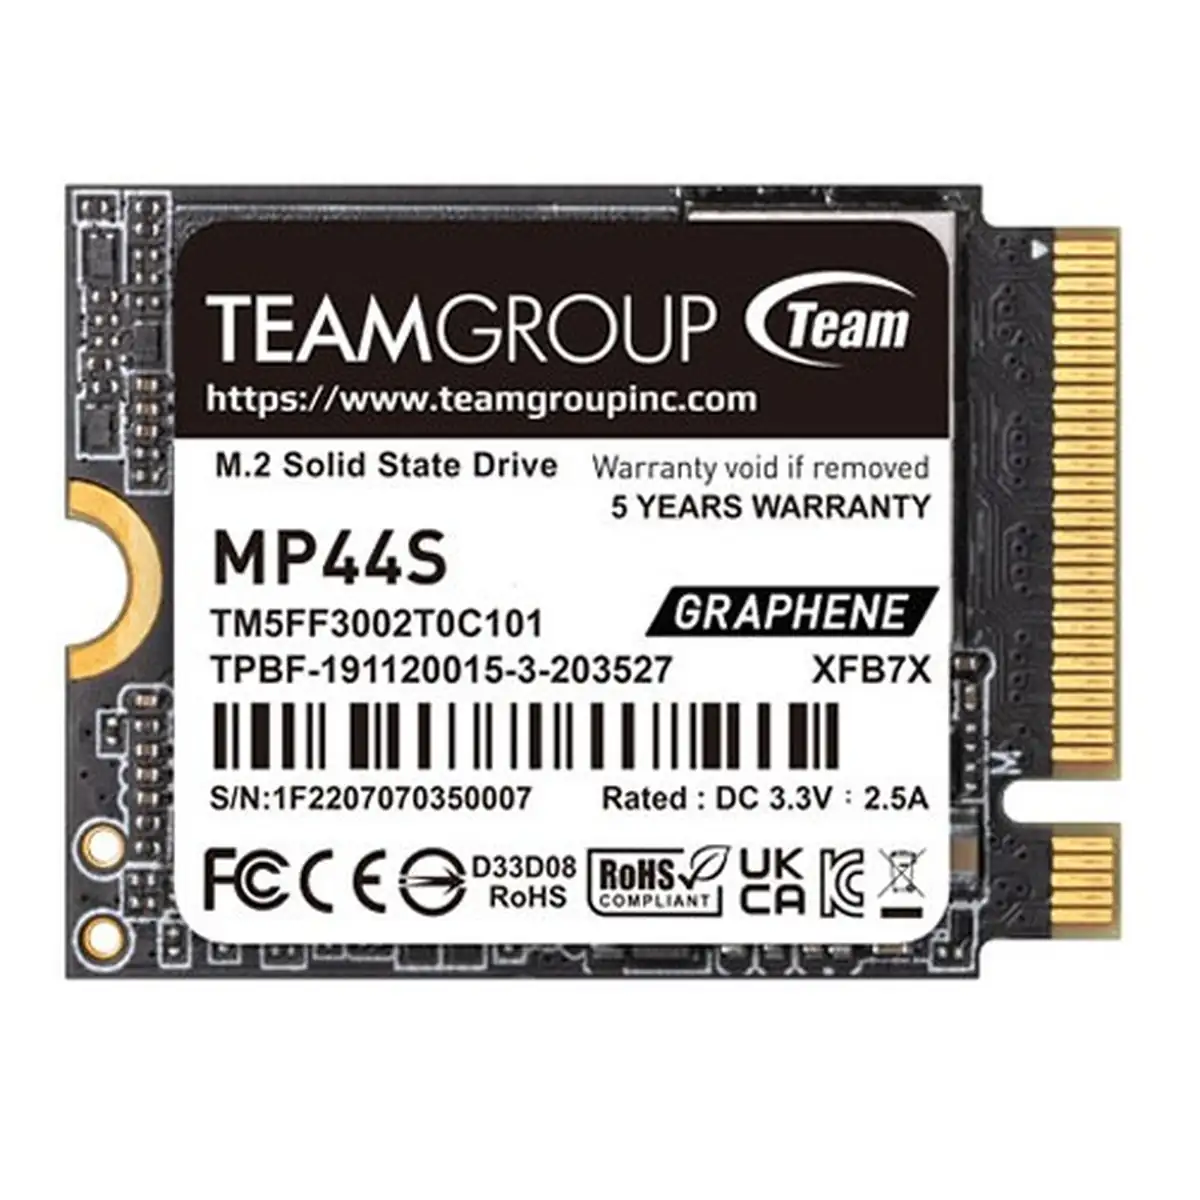 TEAMGROUP Team
https://www.teamgroupinc.com
M.2 Solid State Drive Warranty void if removed
5 YEARS WARRANTY
MP44S
TM5FF3002T0C101 GRAPHENE
TPBF-191120015-3-203527 XFB7X
S/N:1F2207070350007 Rated : DC 3.3V : 2.5A
FC CE D33D08 RoHS
RoHS COMPLIANT UK CA KC
M